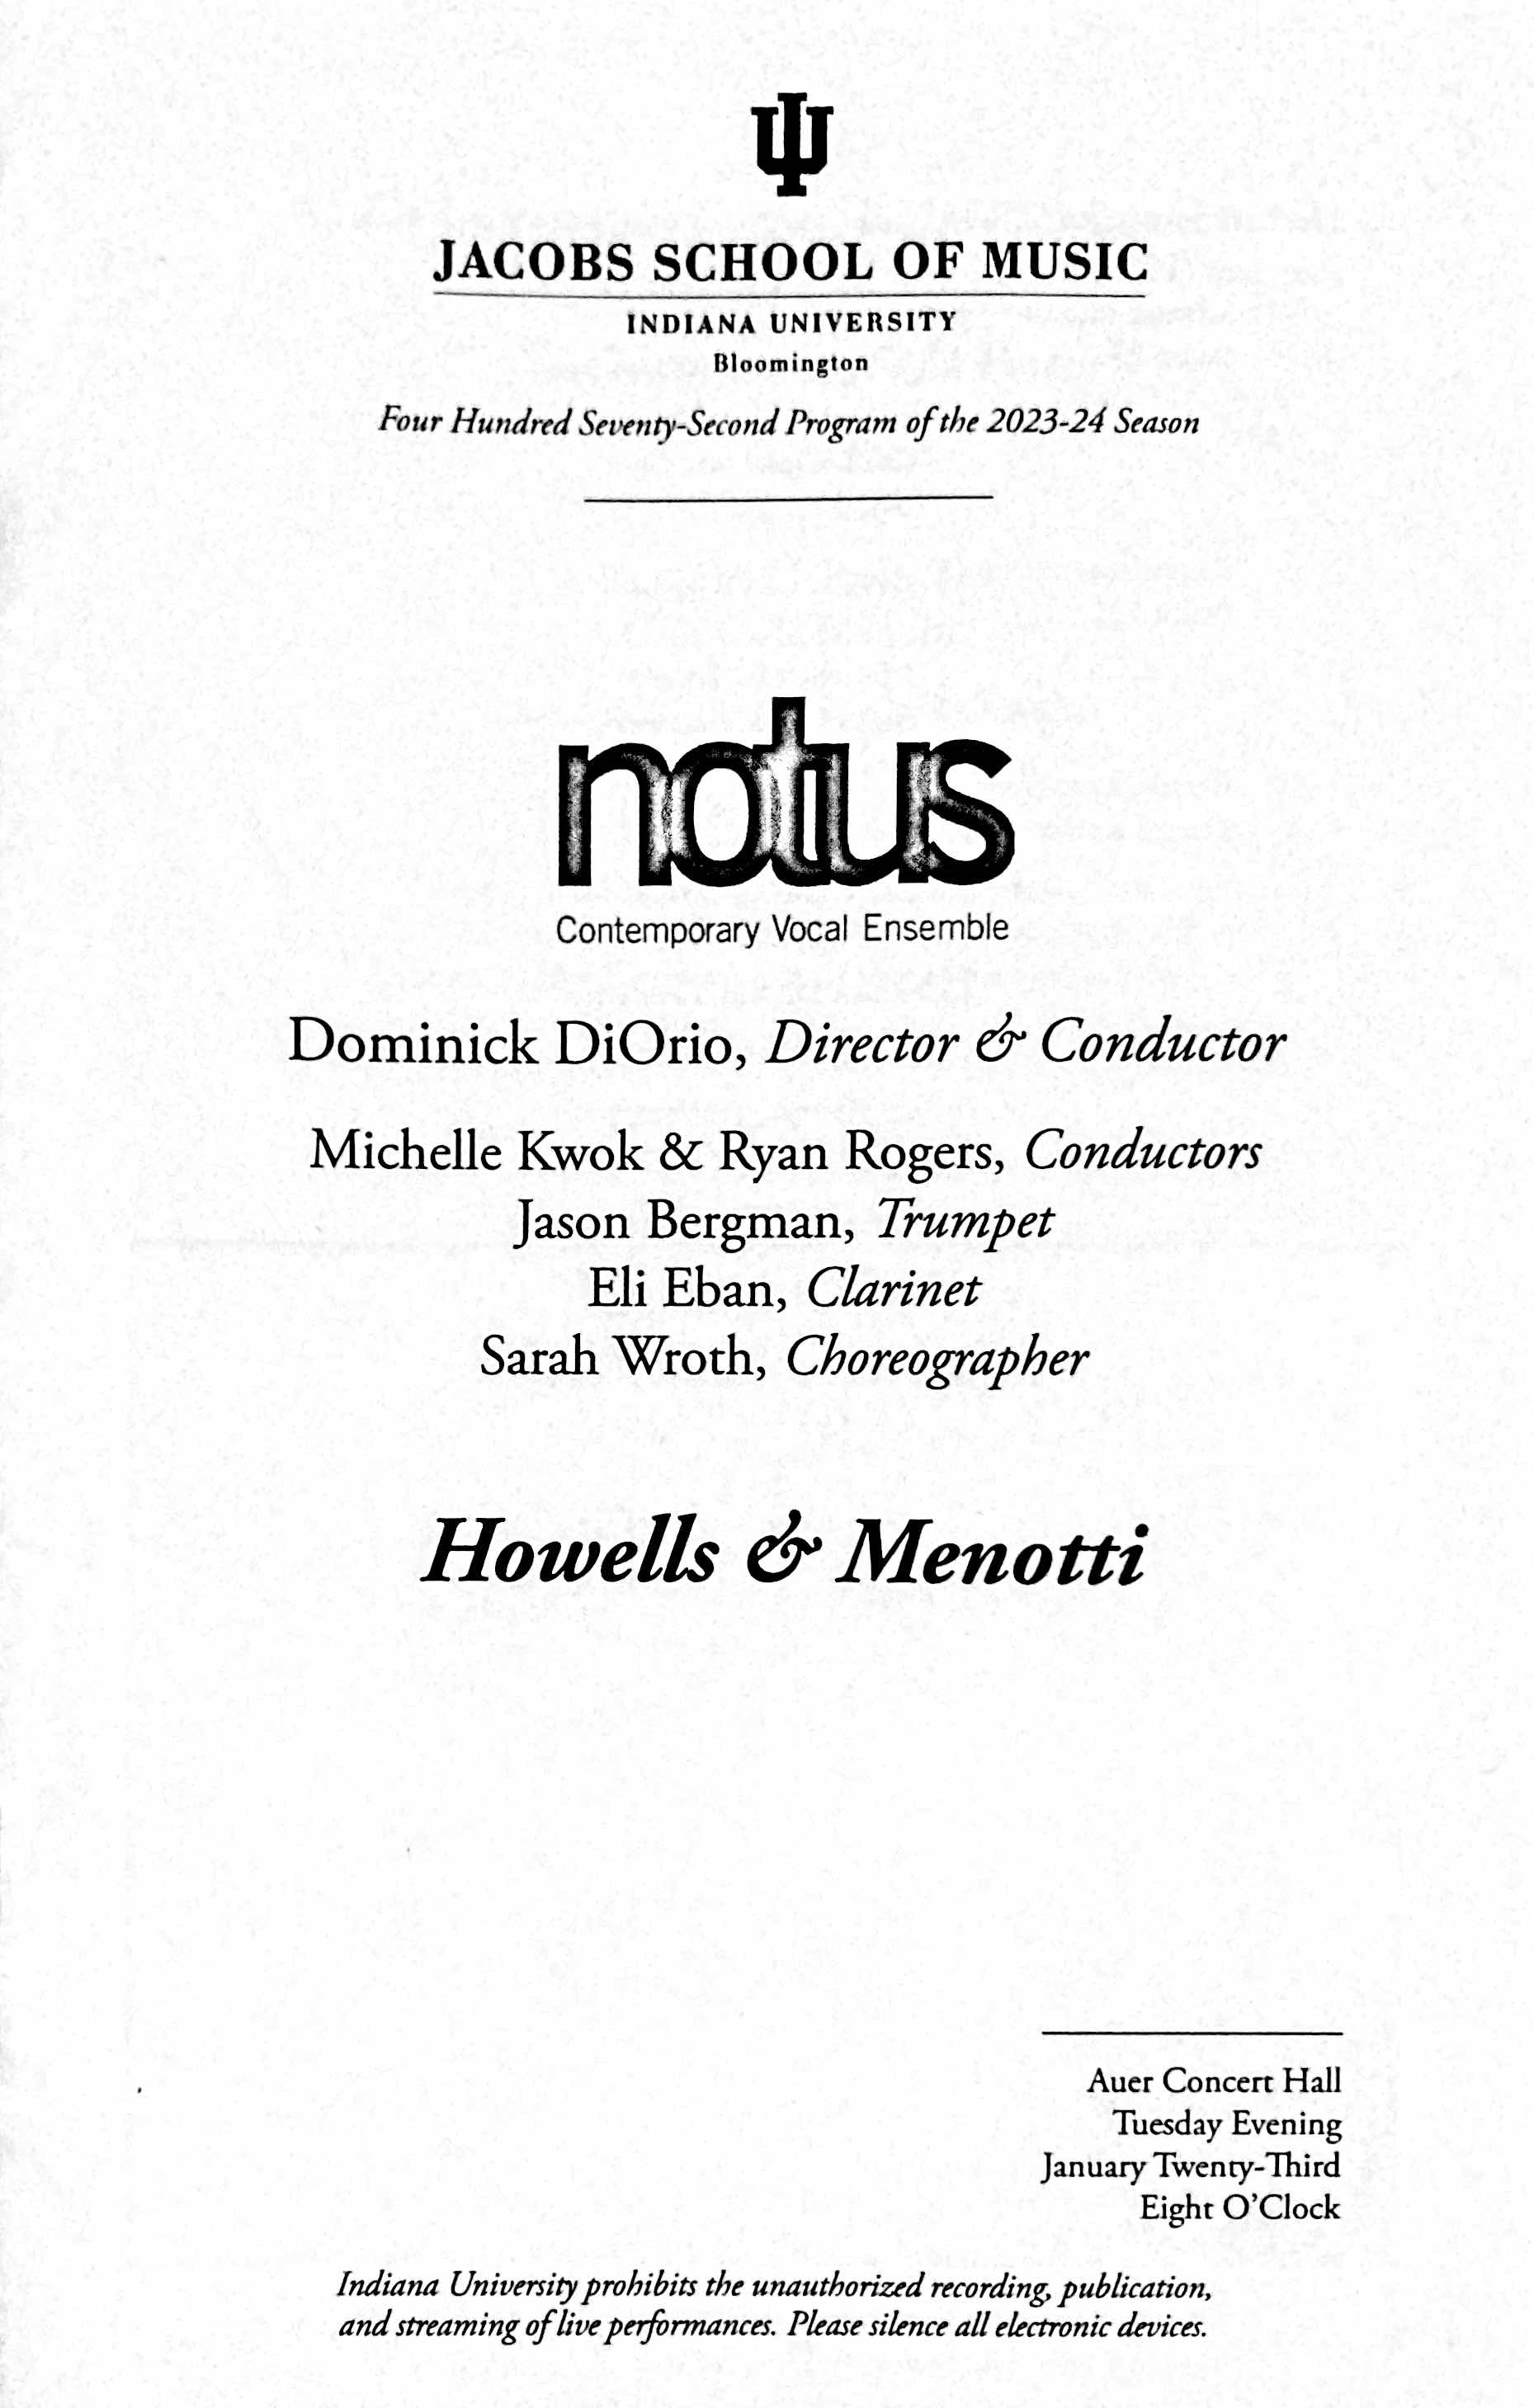 JACOBS SCHOOL OF MUSIC
INDIANA UNIVERSITY
Bloomington
Four Hundred Seventy-Second Program of the 2023-24 Season
notus
Contemporary Vocal Ensemble
Dominick DiOrio, Director & Conductor
Michelle Kwok & Ryan Rogers, Conductors
Jason Bergman, Trumpet
Eli Eban, Clarinet
Sarah Wroth, Choreographer
Howells & Menotti
Auer Concert Hall
Tuesday Evening
January Twenty-Third
Eight O’Clock
Indiana University prohibits the unauthorized recording, publication,
and streaming of live performances. Please silence all electronic devices.